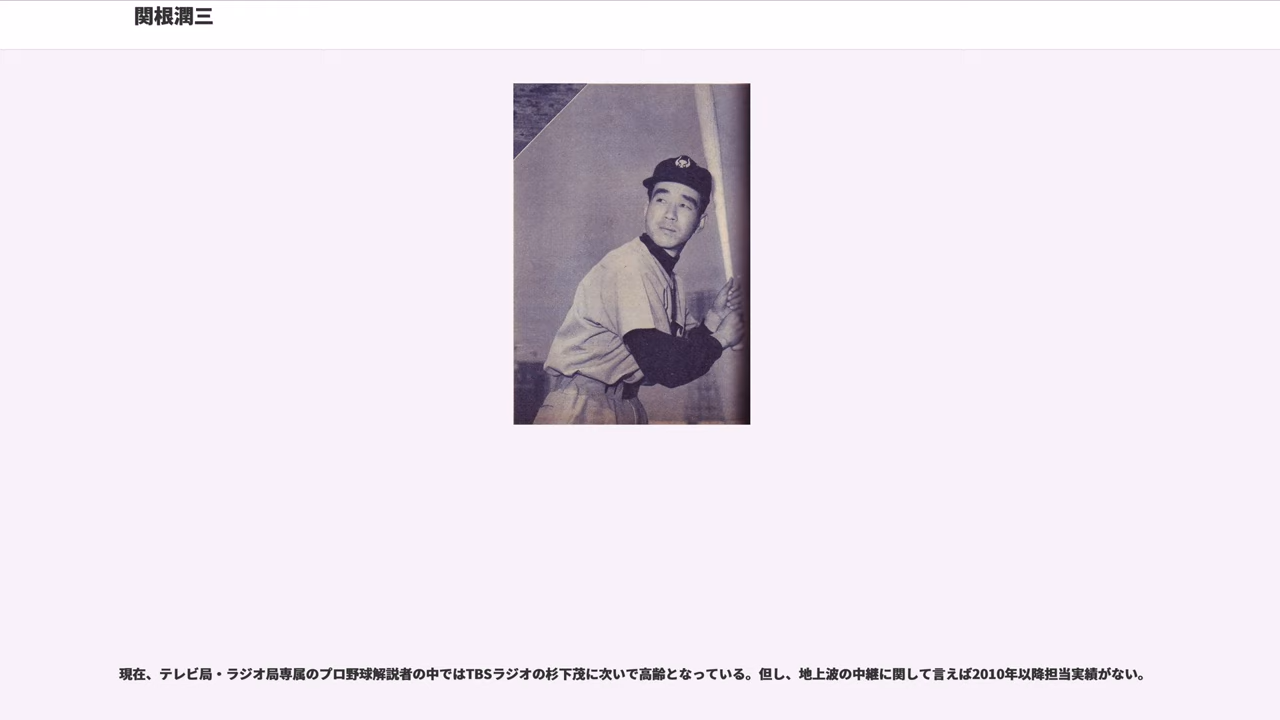 関根潤三
現在、テレビ局・ラジオ局専属のプロ野球解説者の中ではTBSラジオの杉下茂に次いで高齢となっている。但し、地上波の中継に関して言えば2010年以降担当実績がない。